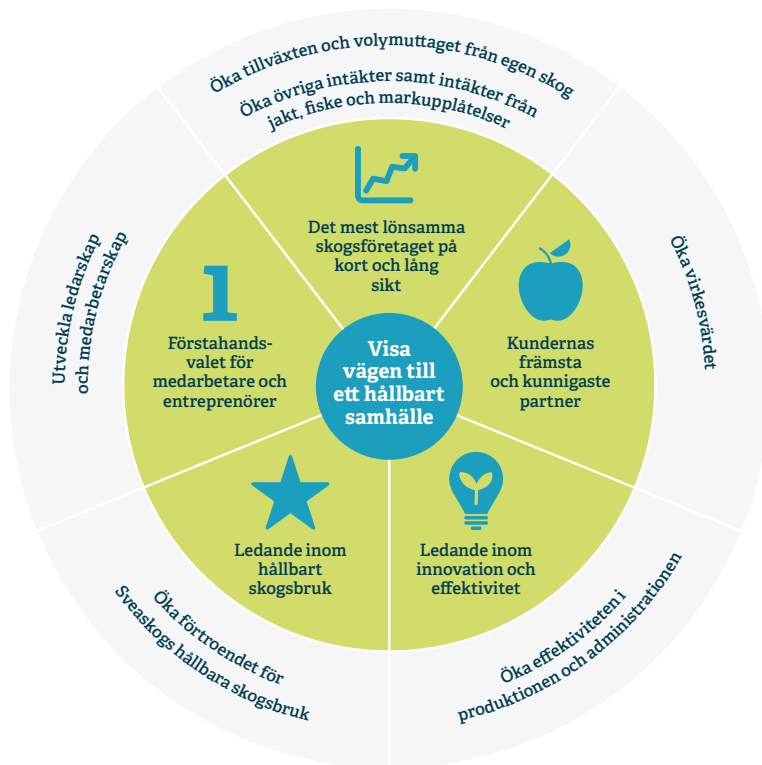 Öka tillväxten och volymuttaget från egen skog
Öka övriga intäkter samt intäkter från
jakt, fiske och markupplåtelser
Det mest lönsamma
skogsföretaget på
kort och lång
sikt
Utveckla ledarskap
och medarbetarskap
1
Förstahands-
valet för
medarbetare och
entreprenörer
Visa
vägen till
ett hållbart
samhälle
Kundernas
främsta
och kunnigaste
partner
Öka virkesvärdet
Ledande inom
hållbart
skogsbruk
Ledande inom
innovation och
effektivitet
Öka förtroendet för
Sveaskogs hållbara skogsbruk
Öka effektiviteten i
produktionen och administrationen